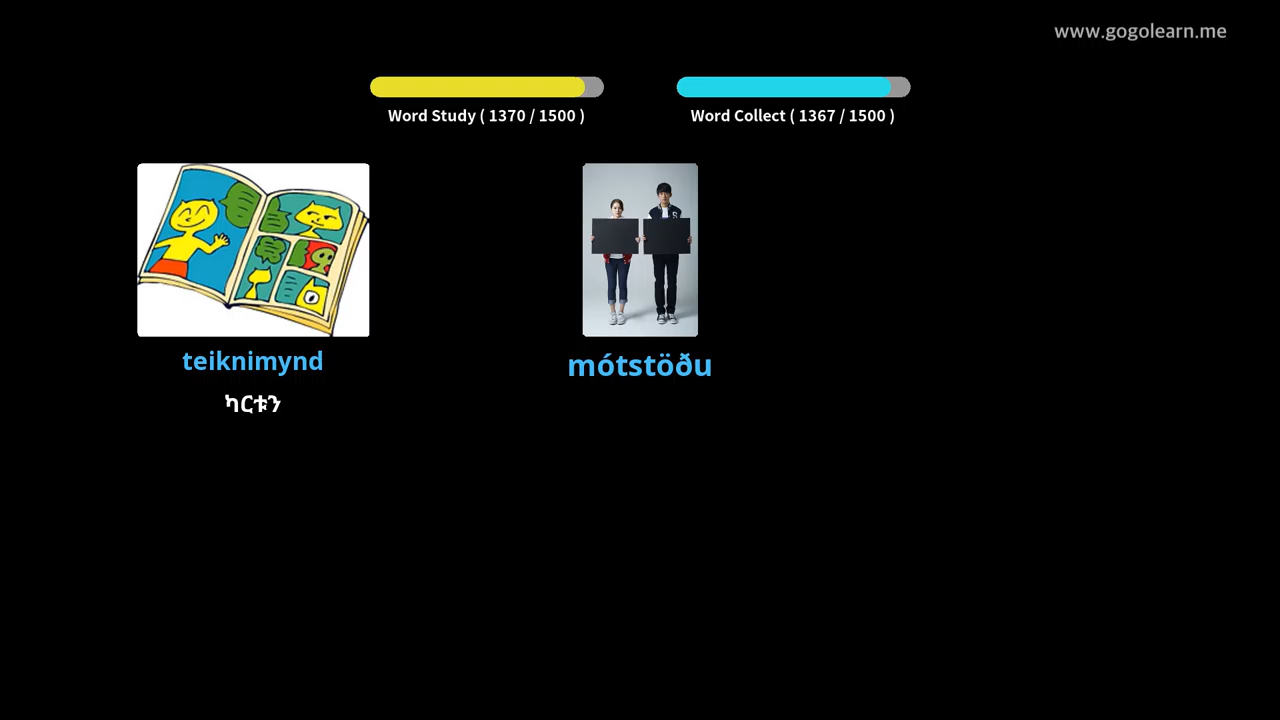 www.gogolearn.me
Word Study ( 1370 / 1500 )
Word Collect ( 1367 / 1500 )
teiknimynd
ካርቱን
mótstöðu